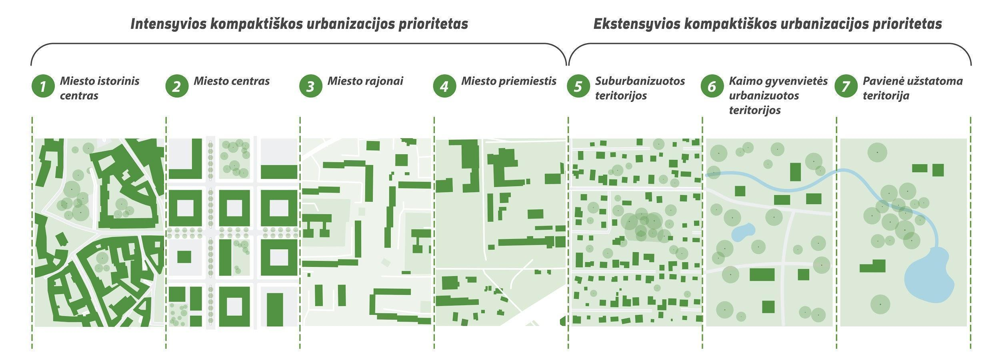 Intensyvios kompaktiškos urbanizacijos prioritetas
Ekstensyvios kompaktiškos urbanizacijos prioritetas
1 Miesto istorinis
centras
2 Miesto centras
3 Miesto rajonai
4 Miesto priemiestis
5 Suburbanizuotos
teritorijos
6 Kaimo gyvenvietės
urbanizuotos
teritorijos
7 Pavienė užstatoma
teritorija